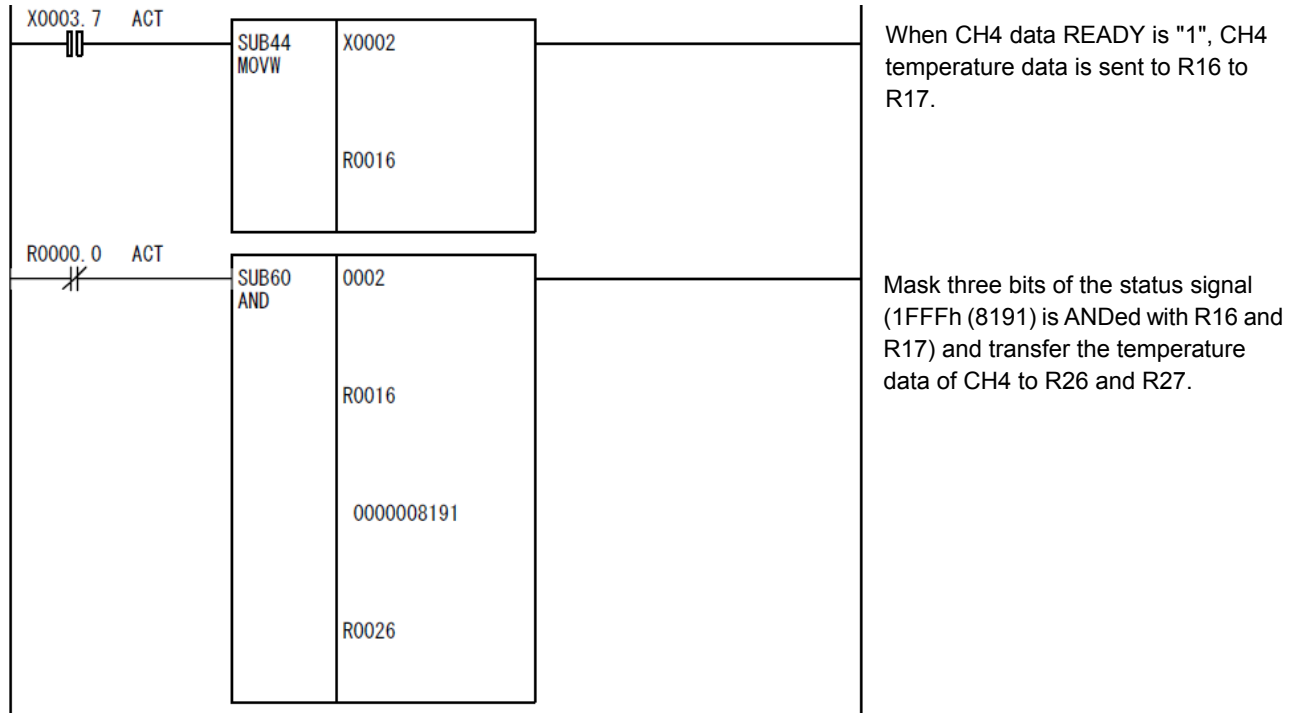 X0003. 7 ACT
SUB44 X0002
MOVW
R0016
When CH4 data READY is "1", CH4
temperature data is sent to R16 to
R17.
R0000. 0 ACT
SUB60 0002
AND
R0016
0000008191
R0026
Mask three bits of the status signal
(1FFFh (8191) is ANDed with R16 and
R17) and transfer the temperature
data of CH4 to R26 and R27.